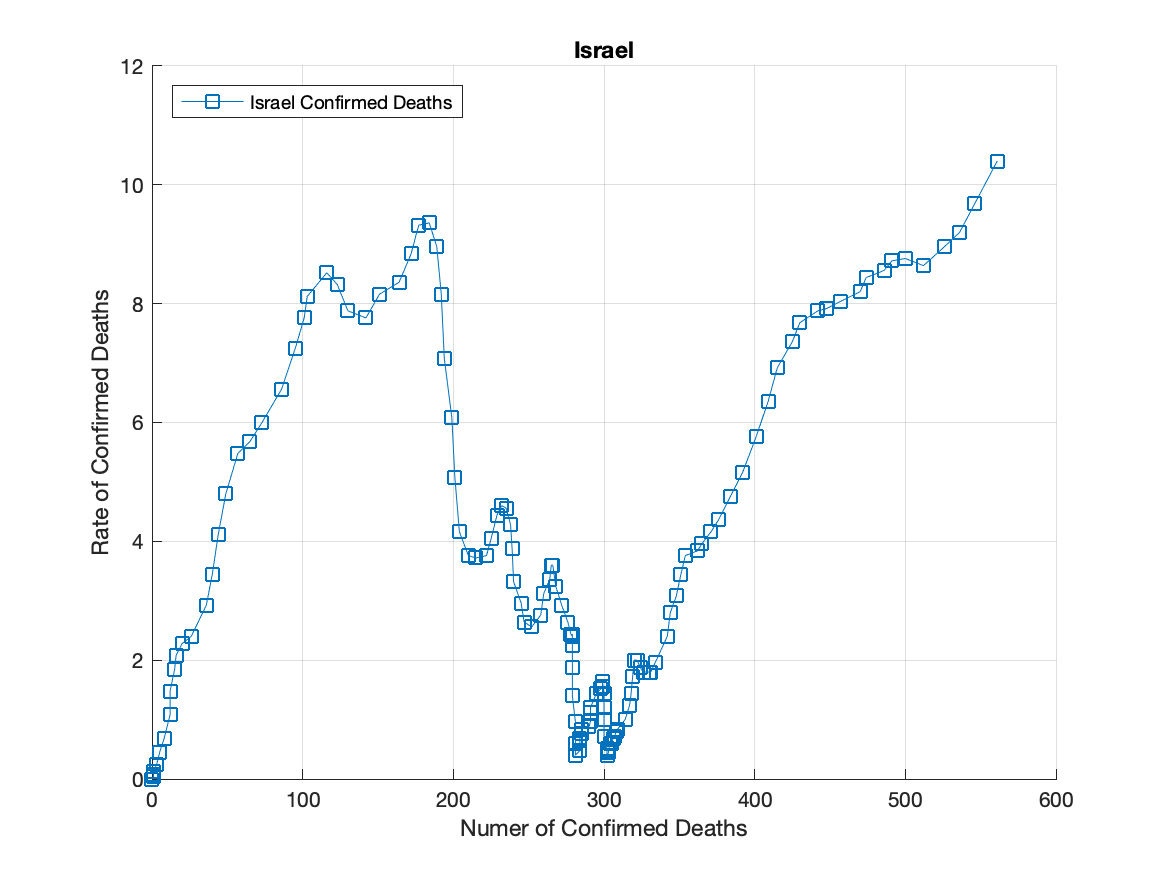 Israel
12
Israel Confirmed Deaths
10
8
6
4
2
0
Rate of Confirmed Deaths
0 100 200 300 400 500 600
Numer of Confirmed Deaths